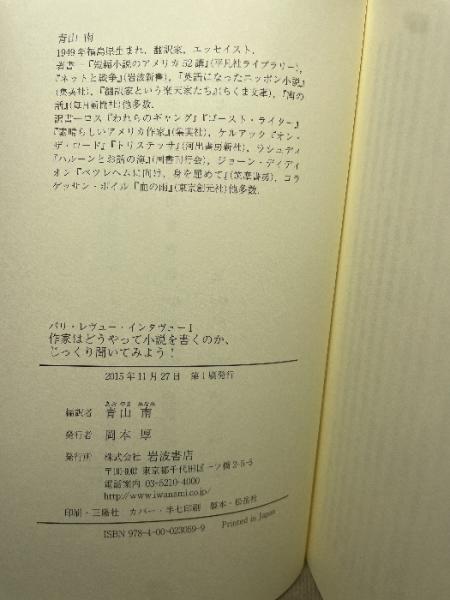 青山 南
1949年福島県生まれ，翻訳家，エッセイスト．
著書―『短編小説のアメリカ 52 講』(平凡社ライブラリー)，
『ネットと戦争』(岩波新書)，『英語になったニッポン小説』
(集英社)，『翻訳家という楽天家たち』(ちくま文庫)，『南の
話』(毎日新聞社)他多数．
訳書―ロス『われらのギャング』『ゴースト・ライター』
『素晴らしいアメリカ作家』(集英社)，ケルアック『オン・
ザ・ロード』『トリステッサ』(河出書房新社)，ラシュディ
『ハルーンとお話の海』(国書刊行会)，ジョーン・ディディ
オン『ベツレヘムに向け，身を屈めて』(筑摩書房)，コラ
ゲッサン・ボイル『血の雨』(東京創元社)他多数．
パリ・レヴュー・インタヴュー I
作家はどうやって小説を書くのか、
じっくり聞いてみよう！
2015年11月27日 第1刷発行
あお やま みなみ
編訳者 青山 南
発行者 岡本 厚
発行所 株式会社 岩波書店
〒101-8002 東京都千代田区一ツ橋2-5-5
電話案内 03-5210-4000
http://www.iwanami.co.jp/
印刷・三陽社 カバー・半七印刷 製本・松岳社
ISBN 978-4-00-023059-9 Printed in Japan